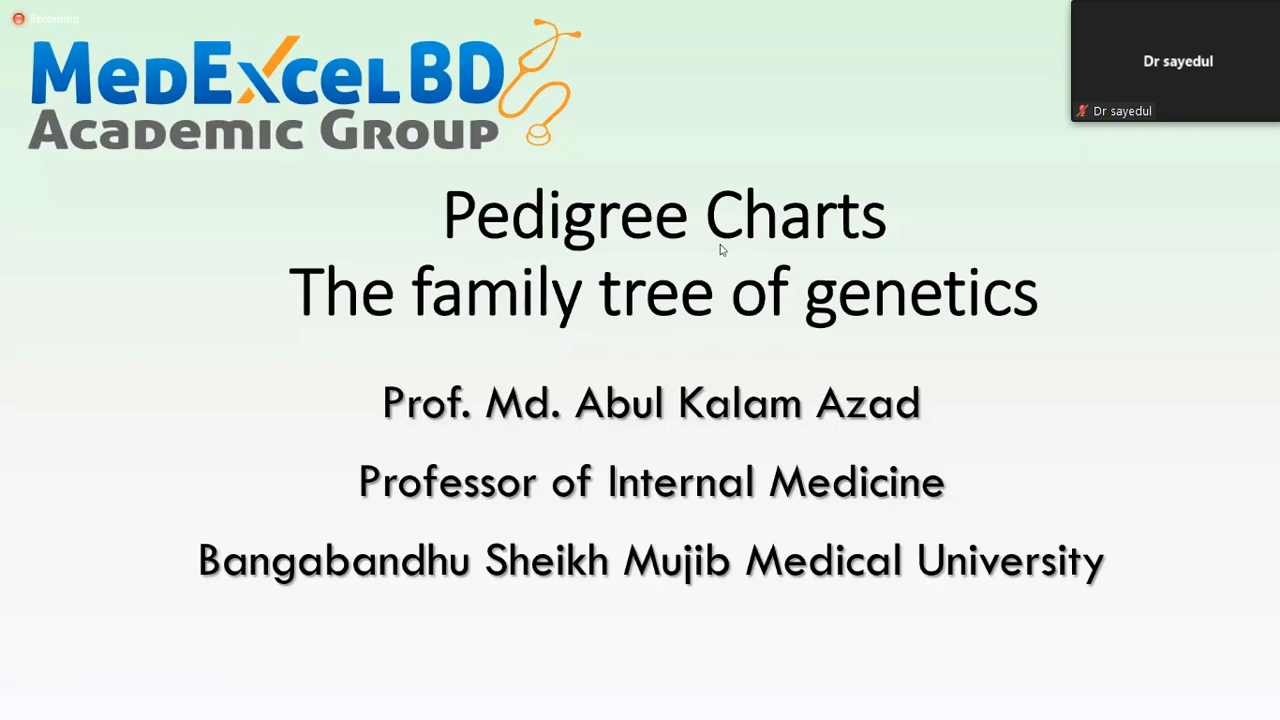 Recording
MedExcel BD
Academic Group
Dr sayedul
Dr sayedul
Pedigree Charts
The family tree of genetics
Prof. Md. Abul Kalam Azad
Professor of Internal Medicine
Bangabandhu Sheikh Mujib Medical University